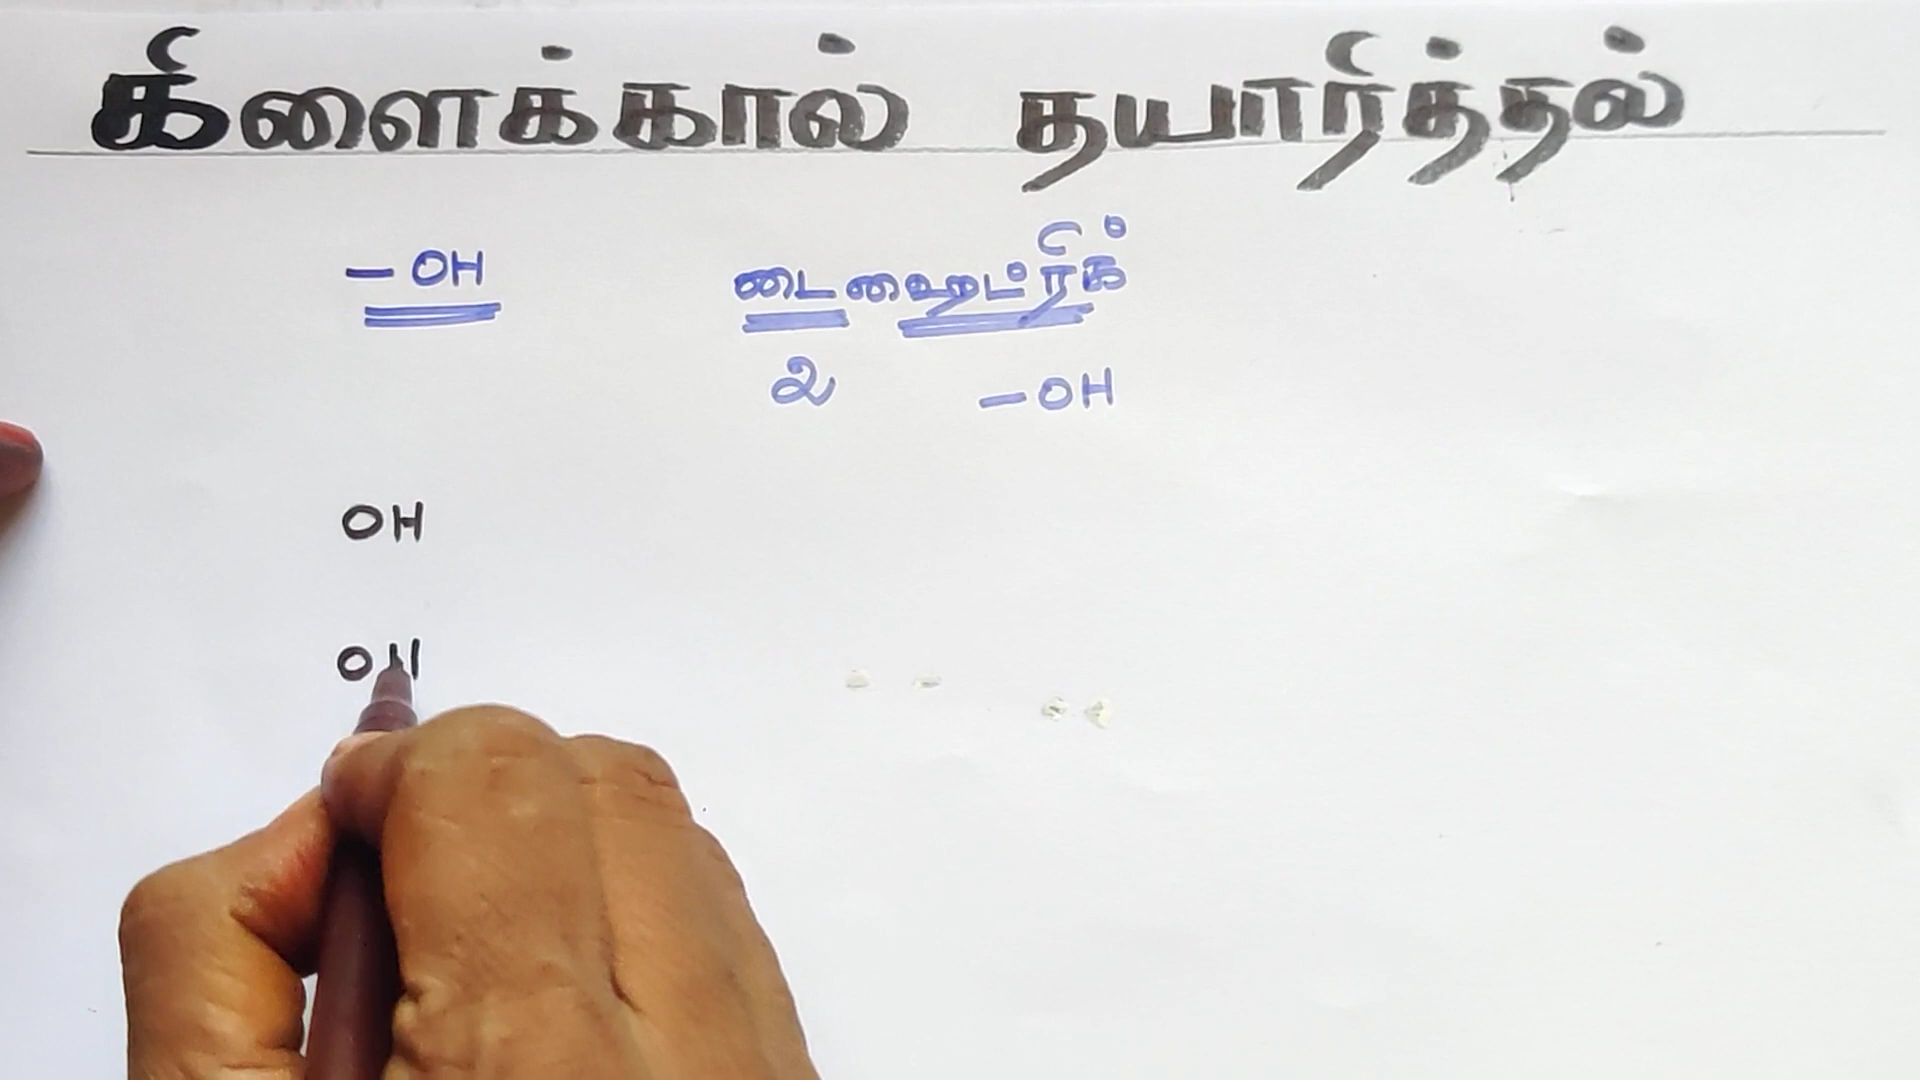 கிளைக்கால் தயாரித்தல்
– OH டைஹைட்ரிக்
2 – OH
OH
OH